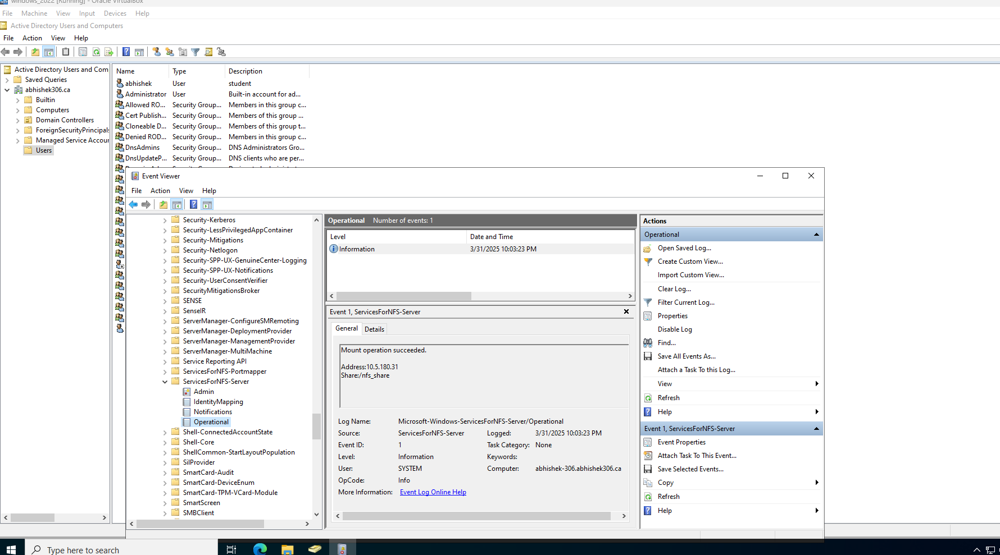 windows_2022 [Running] - Oracle VirtualBox
File Machine View Input Devices Help
Active Directory Users and Computers
File Action View Help
Active Directory Users and Com
Saved Queries
abhishek306.ca
Builtin
Computers
Domain Controllers
ForeignSecurityPrincipals
Managed Service Accour
Users
Name Type Description
abhishek User student
Administrator User Built-in account for ad...
Allowed RO... Security Group... Members in this group c...
Cert Publish... Security Group... Members of this group ...
Cloneable D... Security Group... Members of this group t...
Denied ROD... Security Group... Members in this group c...
DnsAdmins Security Group... DNS Administrators Gro...
DnsUpdateP... Security Group... DNS clients who are per...
Event Viewer
File Action View Help
Security-Kerberos
Security-LessPrivilegedAppContainer
Security-Mitigations
Security-Netlogon
Security-SPP-UX-GenuineCenter-Logging
Security-SPP-UX-Notifications
Security-UserConsentVerifier
SecurityMitigationsBroker
SENSE
SenseIR
ServerManager-ConfigureSMRemoting
ServerManager-DeploymentProvider
ServerManager-ManagementProvider
ServerManager-MultiMachine
Service Reporting API
ServicesForNFS-Portmapper
ServicesForNFS-Server
Admin
IdentityMapping
Notifications
Operational
Shell-ConnectedAccountState
Shell-Core
ShellCommon-StartLayoutPopulation
SilProvider
SmartCard-Audit
SmartCard-DeviceEnum
SmartCard-TPM-VCard-Module
SmartScreen
SMBClient
Operational Number of events: 1
Level Date and Time
Information 3/31/2025 10:03:23 PM
Event 1, ServicesForNFS-Server
General Details
Mount operation succeeded.
Address:10.5.180.31
Share:/nfs_share
Log Name: Microsoft-Windows-ServicesForNFS-Server/Operational
Source: ServicesForNFS-Server Logged: 3/31/2025 10:03:23 PM
Event ID: 1 Task Category: None
Level: Information Keywords:
User: SYSTEM Computer: abhishek-306.abhishek306.ca
OpCode: Info
More Information: Event Log Online Help
Actions
Operational
Open Saved Log...
Create Custom View...
Import Custom View...
Clear Log...
Filter Current Log...
Properties
Disable Log
Find...
Save All Events As...
Attach a Task To this Log...
View
Refresh
Help
Event 1, ServicesForNFS-Server
Event Properties
Attach Task To This Event...
Save Selected Events...
Copy
Refresh
Help
Type here to search